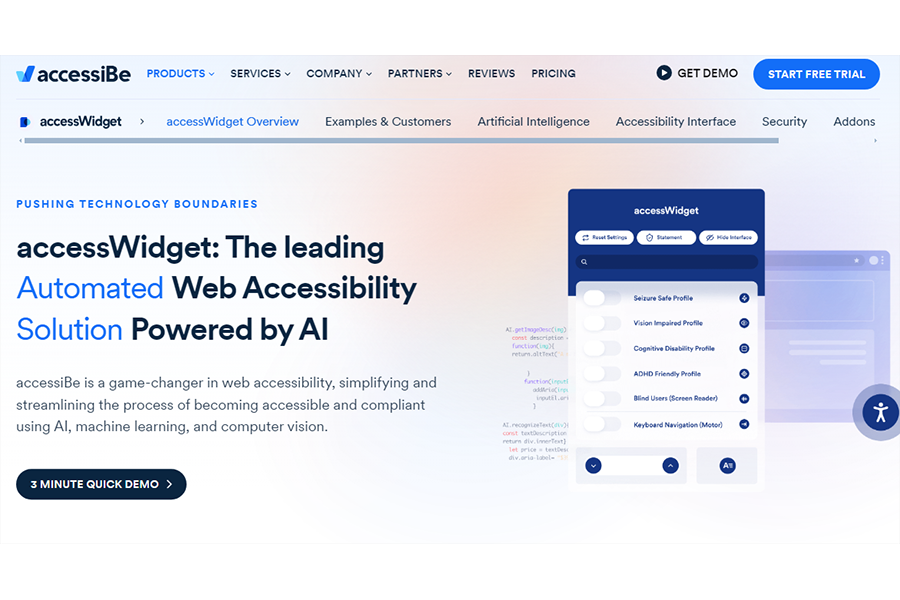 accessiBe PRODUCTS SERVICES COMPANY PARTNERS REVIEWS PRICING GET DEMO START FREE TRIAL
accessWidget accessWidget Overview Examples & Customers Artificial Intelligence Accessibility Interface Security Addons
PUSHING TECHNOLOGY BOUNDARIES
accessWidget: The leading
Automated Web Accessibility
Solution Powered by AI
accessiBe is a game-changer in web accessibility, simplifying and
streamlining the process of becoming accessible and compliant
using AI, machine learning, and computer vision.
3 MINUTE QUICK DEMO
accessWidget
Reset Settings Statement Hide Interface
Seizure Safe Profile
Vision Impaired Profile
Cognitive Disability Profile
ADHD Friendly Profile
Blind Users (Screen Reader)
Keyboard Navigation (Motor)
AI.getImageDesc(img)
const description =
function(img){
return.altText(
}
function(input
addAria(inpu
input1.ari
}
AI.recognizeText(div){
const textDescription
return div.innerText}
let price = textDesc
div.aria-label=